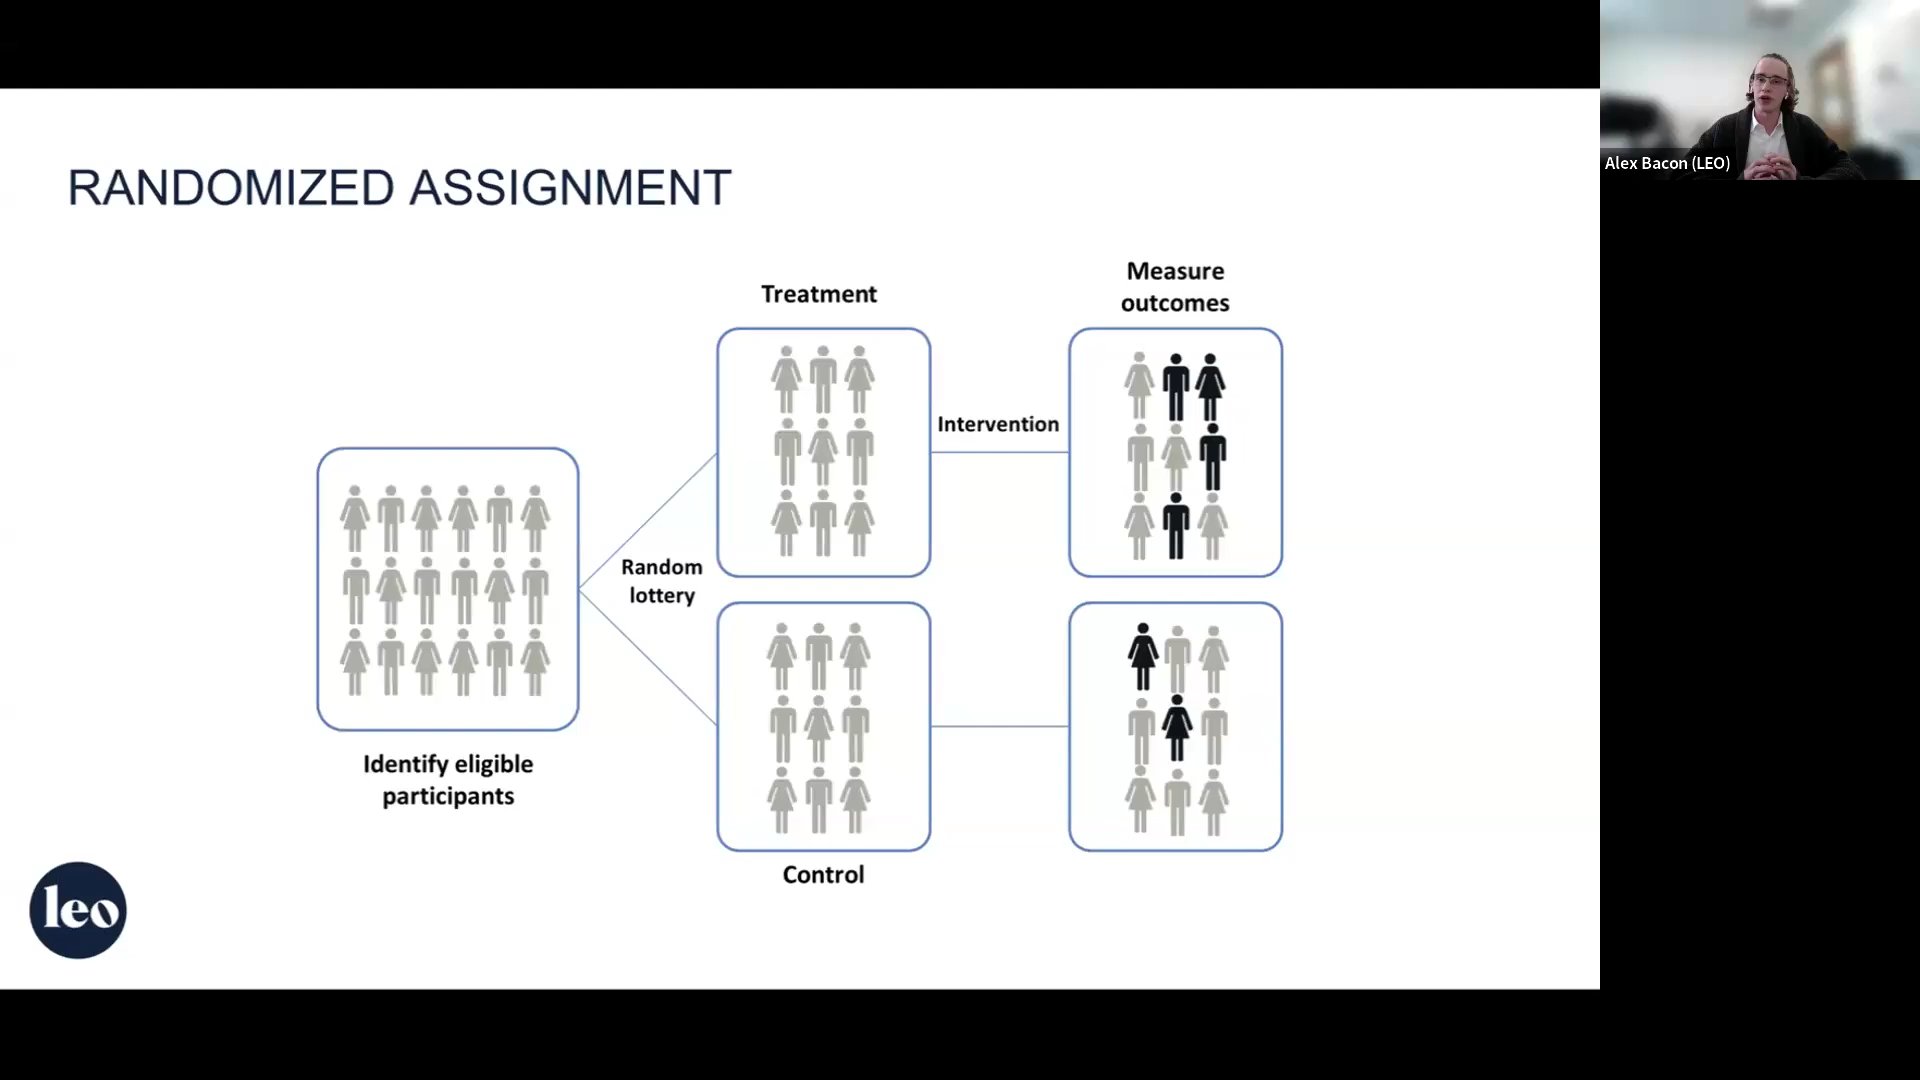 RANDOMIZED ASSIGNMENT
Identify eligible
participants
Random
lottery
Treatment
Control
Intervention
Measure
outcomes
leo
Alex Bacon (LEO)